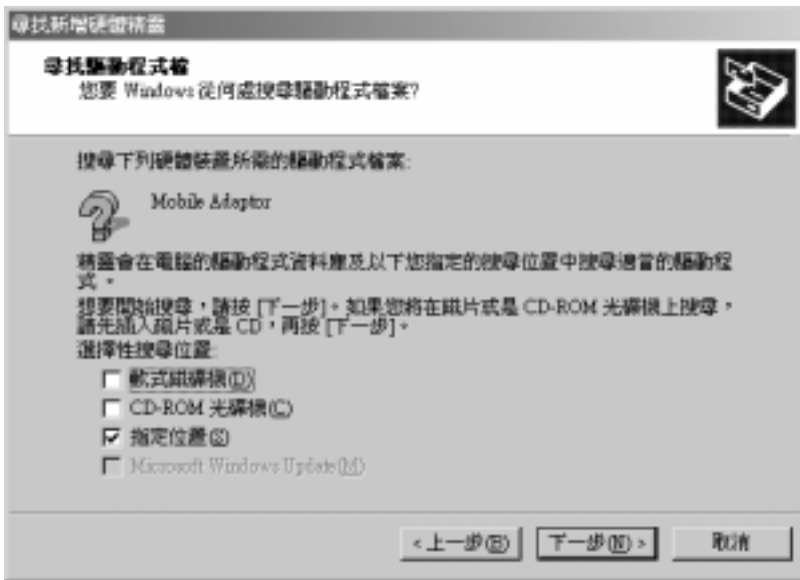 尋找新增硬體精靈
尋找驅動程式檔
您要 Windows 從何處搜尋驅動程式檔案?
搜尋下列硬體裝置所需的驅動程式檔案:
Mobile Adaptor
精靈會在電腦的驅動程式資料庫及以下您指定的搜尋位置中搜尋適當的驅動程
式。
想要開始搜尋，請按 [下一步]。如果您將在磁片或是 CD-ROM 光碟機上搜尋，
請先插入磁片或是 CD，再按 [下一步]。
選擇性搜尋位置:
軟式磁碟機(D)
CD-ROM 光碟機(C)
指定位置(S)
Microsoft Windows Update(M)
<上一步(B) 下一步(N)> 取消